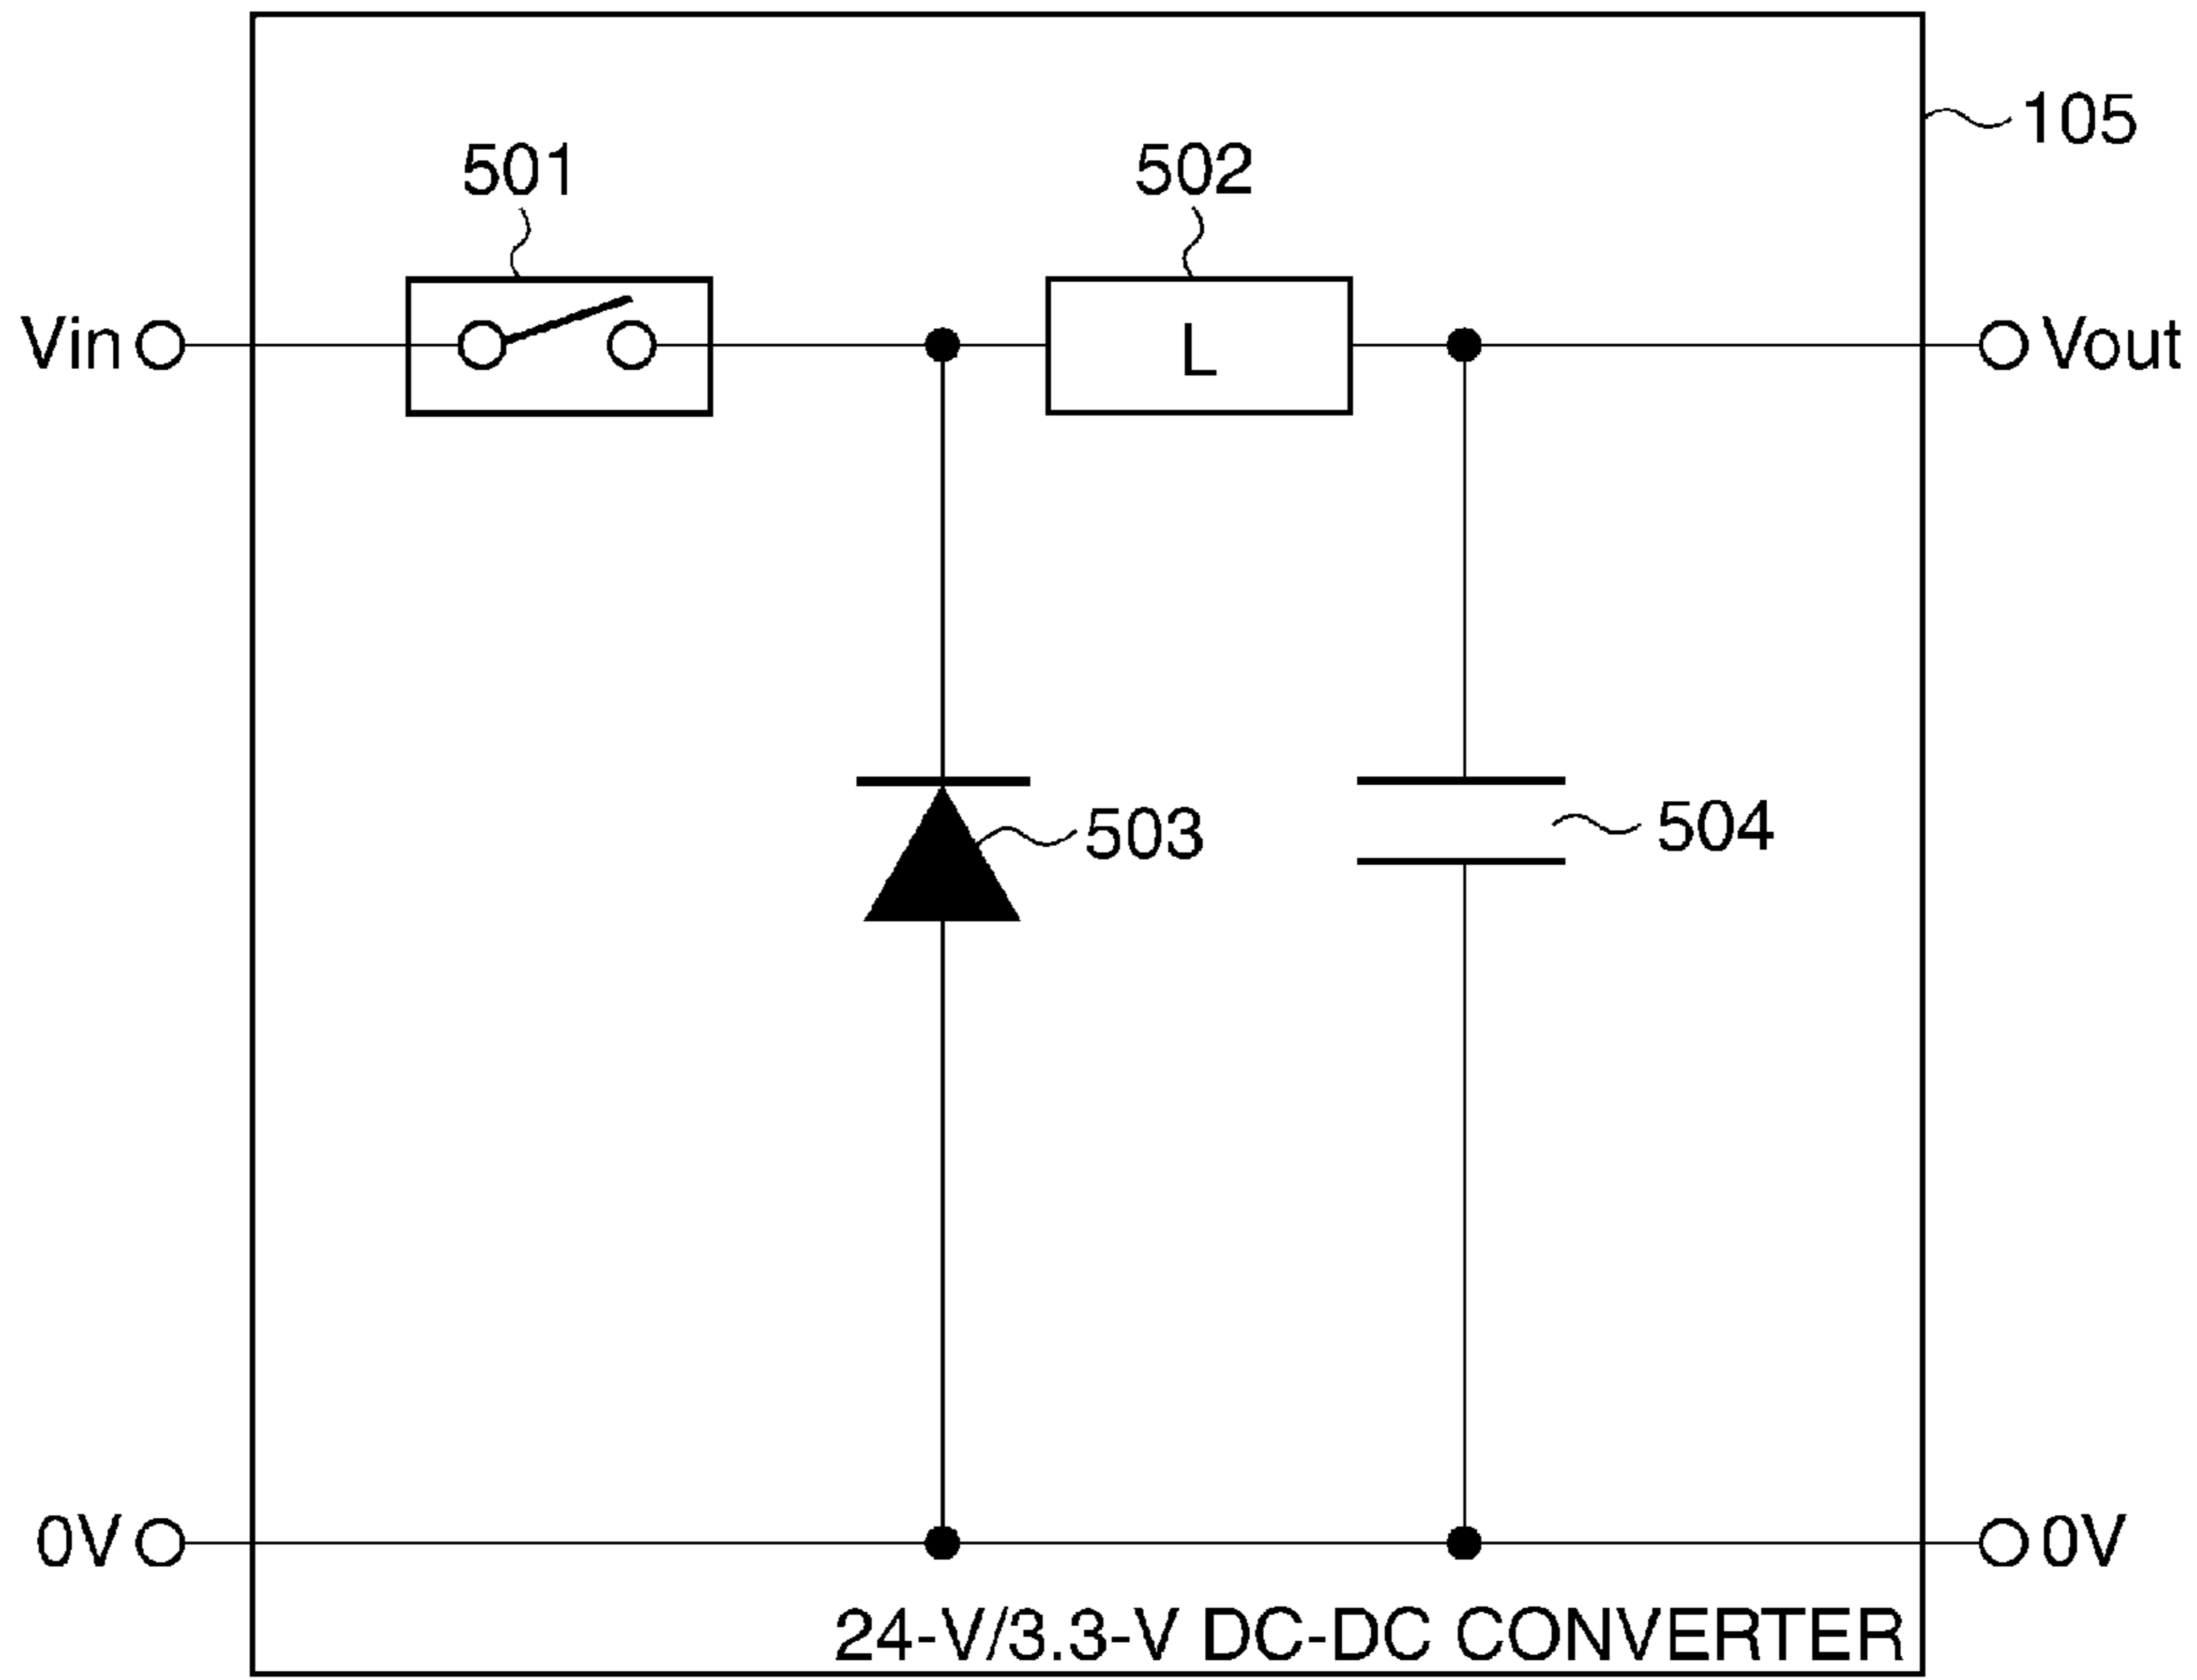 105
501
502
Vin
L
Vout
503
504
0V
0V
24-V/3.3-V DC-DC CONVERTER